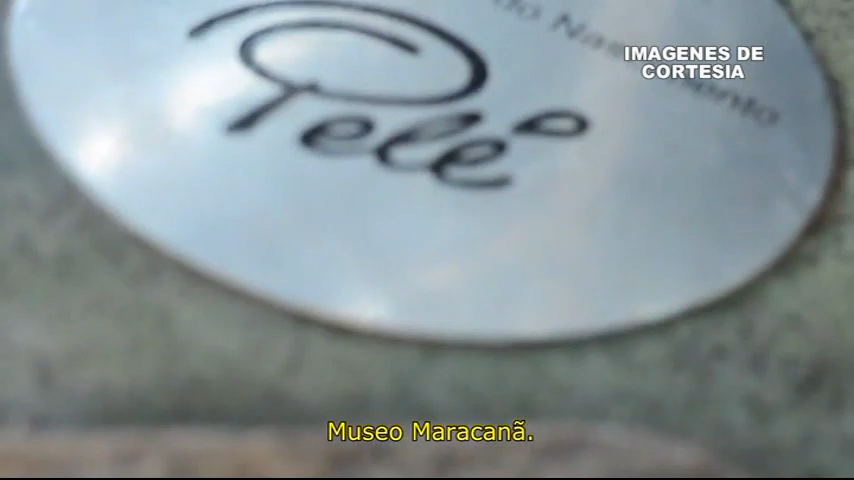 do Nascimento
IMAGENES DE
CORTESIA
Pelé
Museo Maracanã.